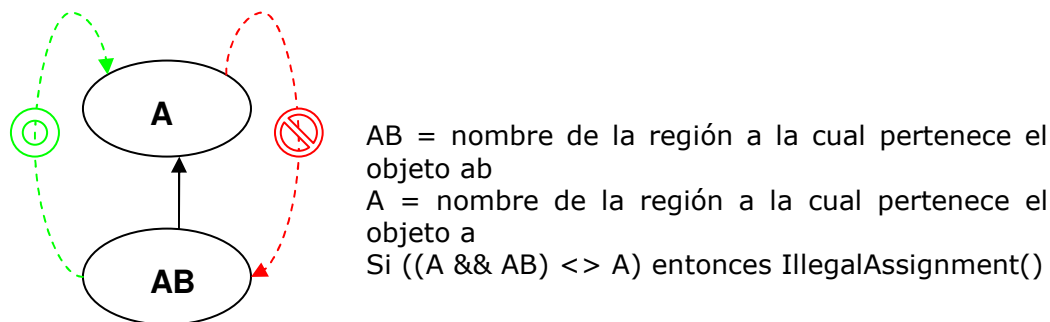 A
AB
AB = nombre de la región a la cual pertenece el
objeto ab
A = nombre de la región a la cual pertenece el
objeto a
Si ((A && AB) <> A) entonces IllegalAssignment()